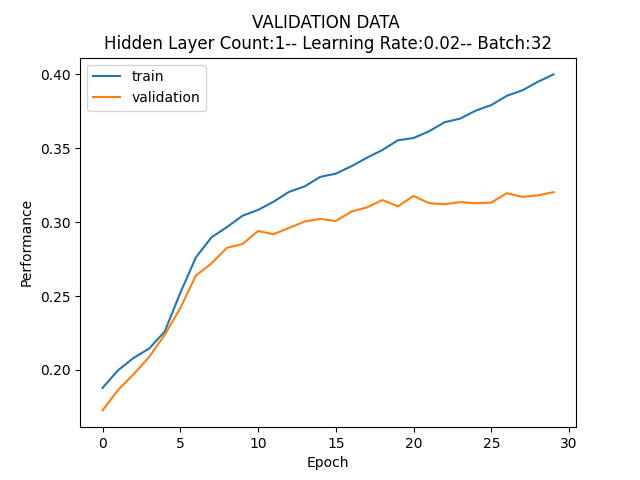 VALIDATION DATA
Hidden Layer Count:1-- Learning Rate:0.02-- Batch:32
train
validation
0.40
0.35
0.30
0.25
0.20
Performance
0 5 10 15 20 25 30
Epoch